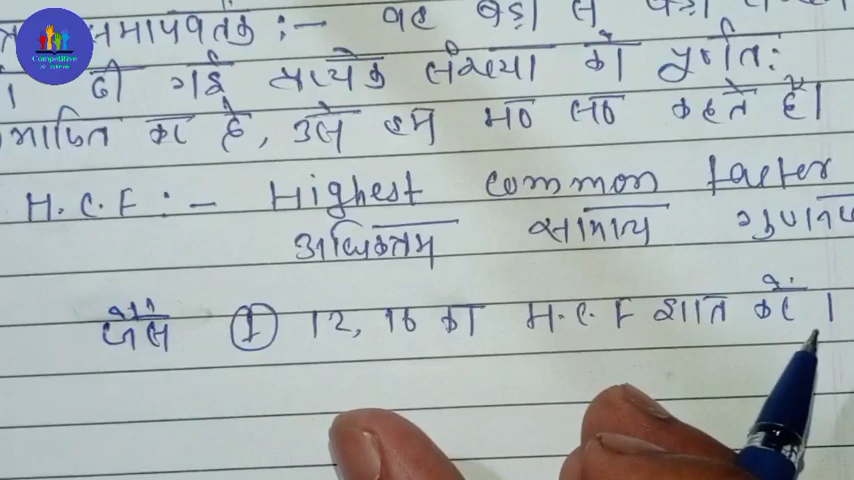 समापवर्तक :- वह बड़ा से बड़ा
दी गई प्रत्येक संख्या को पूर्णत:
भाजित कर दे, उसे हम म० स० कहते हैं।
H.C.F :- Highest common facter
अधिकतम सामान्य गुणनख
जैसे ① 12, 16 का H.C.F ज्ञात करें।
Competitive